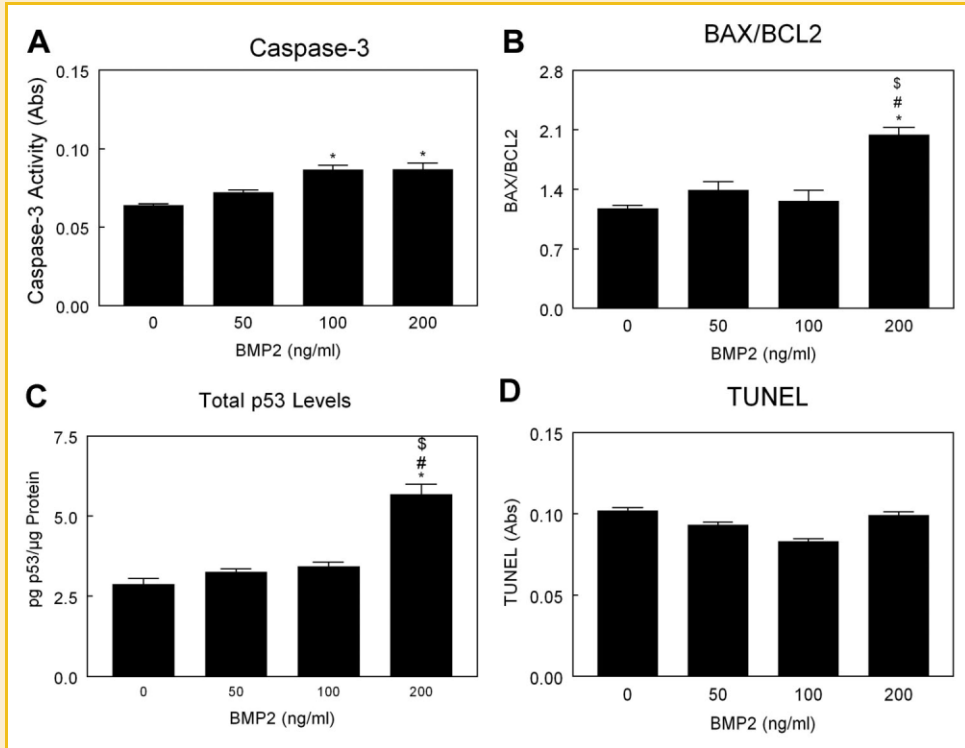 A
Caspase-3
Caspase-3 Activity (Abs)
0.15
0.10
0.05
0.00
* *
0 50 100 200
BMP2 (ng/ml)
B
BAX/BCL2
BAX/BCL2
2.8
2.1
1.4
0.7
0.0
$
#
*
0 50 100 200
BMP2 (ng/ml)
C
Total p53 Levels
pg p53/µg Protein
7.5
5.0
2.5
0.0
$
#
*
0 50 100 200
BMP2 (ng/ml)
D
TUNEL
TUNEL (Abs)
0.15
0.10
0.05
0.00
0 50 100 200
BMP2 (ng/ml)